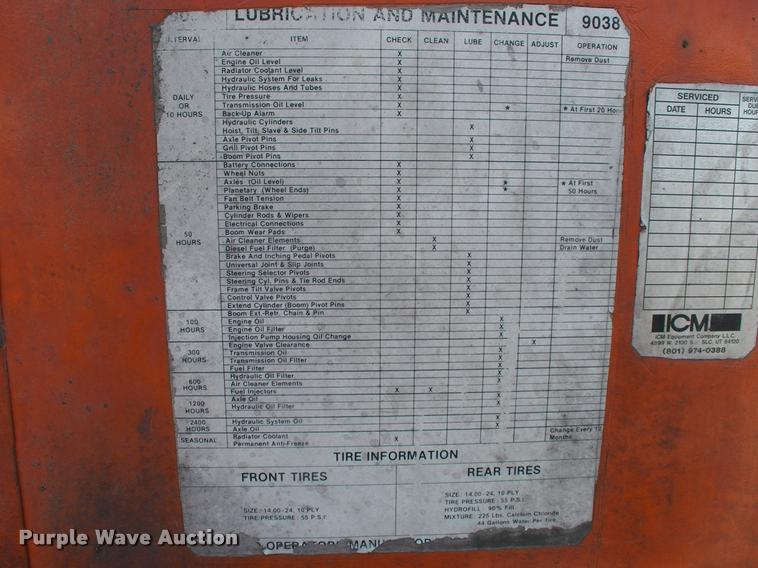 LUBRICATION AND MAINTENANCE 9038
INTERVAL ITEM CHECK CLEAN LUBE CHANGE ADJUST OPERATION
DAILY OR 10 HOURS
Air Cleaner X
Engine Oil Level X Remove Dust
Radiator Coolant Level X
Hydraulic System For Leaks X
Hydraulic Hoses And Tubes X
Tire Pressure X
Transmission Oil Level X * * At First 20 Ho
Back-Up Alarm X
Hydraulic Cylinders
Hoist, Tilt, Slave & Side Tilt Pins X
Axle Pivot Pins X
Grill Pivot Pins X
Boom Pivot Pins X
50 HOURS
Battery Connections X
Wheel Nuts X
Axles (Oil Level) X * * At First
Planetary (Wheel Ends) X * 50 Hours
Fan Belt Tension X
Parking Brake X
Cylinder Rods & Wipers X
Electrical Connections X
Boom Wear Pads X
Air Cleaner Elements X Remove Dust
Diesel Fuel Filter (Purge) X Drain Water
Brake And Inching Pedal Pivots X
Universal Joint & Slip Joints X
Steering Selector Pivots X
Steering Cyl. Pins & Tie Rod Ends X
Frame Tilt Valve Pivots X
Control Valve Pivots X
Extend Cylinder (Boom) Pivot Pins X
Boom Ext.-Retr. Chain & Pin X
100 HOURS
Engine Oil X
Engine Oil Filter X
Injection Pump Housing Oil Change X
300 HOURS
Engine Valve Clearance X
Transmission Oil X
Transmission Oil Filter X
Fuel Filter X
Hydraulic Oil Filter X
600 HOURS
Air Cleaner Elements X
Fuel Injectors X X
1200 HOURS
Axle Oil X
Hydraulic Oil Filter X
2400 HOURS
Hydraulic System Oil X
Axle Oil X
SEASONAL
Radiator Coolant X Change Every 12
Permanent Anti-Freeze Months
TIRE INFORMATION
FRONT TIRES REAR TIRES
SIZE: 14.00-24, 10 PLY
TIRE PRESSURE: 55 P.S.I.
SIZE: 14.00-24, 10 PLY
TIRE PRESSURE: 55 P.S.I.
HYDROFILL: 90% Fill
MIXTURE: 225 Lbs. Calcium Chloride
44 Gallons Water Per Tire
OPERATOR
SERVICED
DATE HOURS
SERV
DUE
HOUR
ICM
ICM Equipment Company L.L.C.
4899 W. 2100 S. SLC, UT 84120
(801) 974-0388
Purple Wave Auction